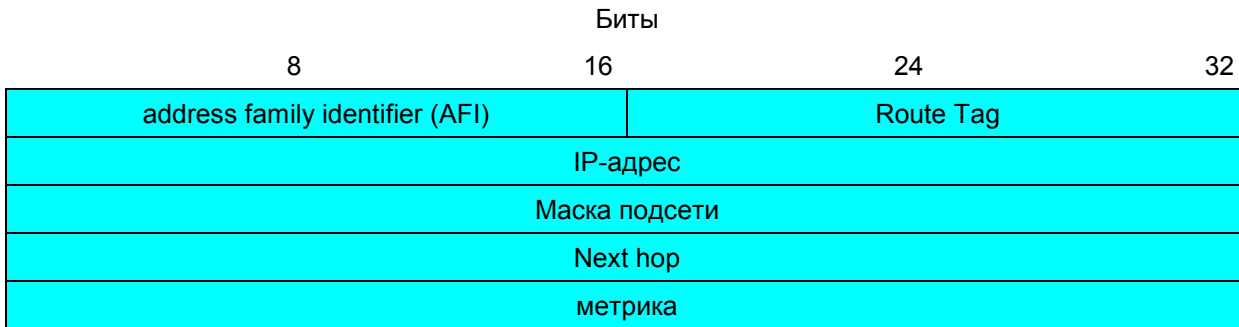 Биты
8 16 24 32
address family identifier (AFI) Route Tag
IP-адрес
Маска подсети
Next hop
метрика